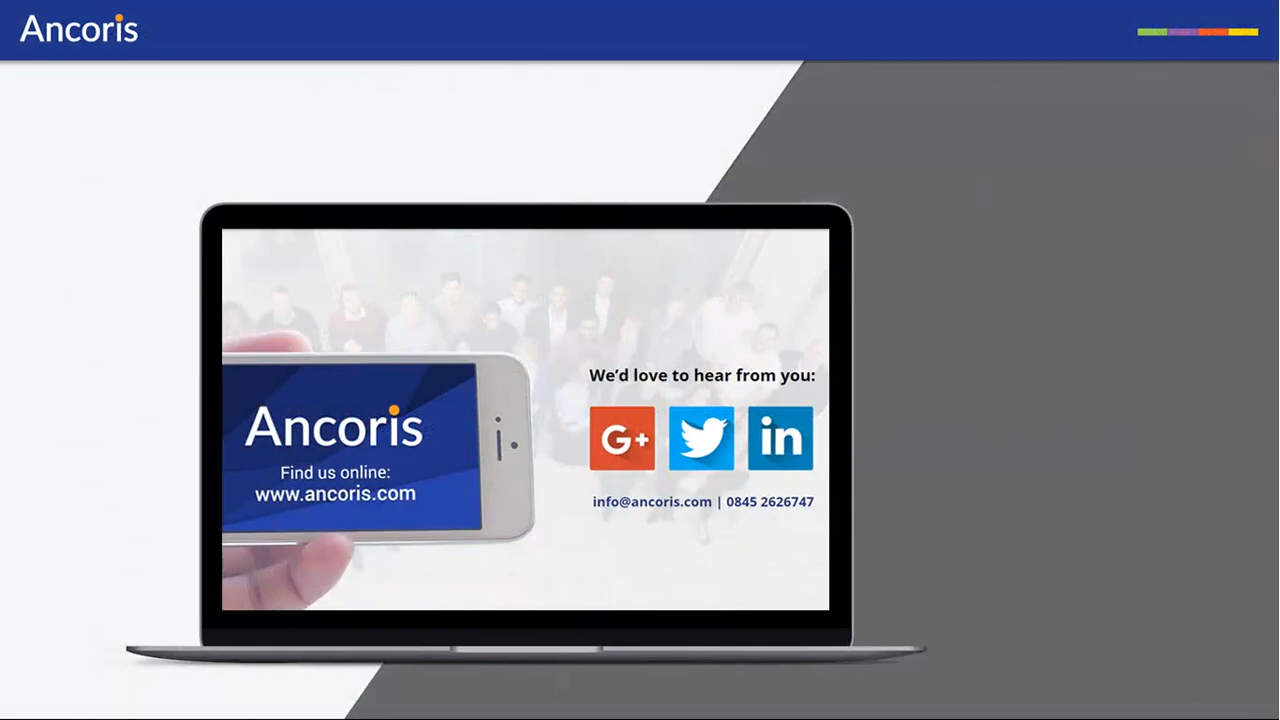 Ancoris
We'd love to hear from you:
Ancoris
Find us online:
www.ancoris.com
G+
in
info@ancoris.com | 0845 2626747